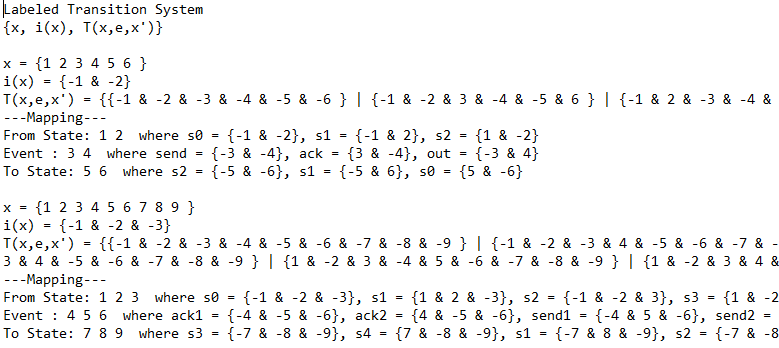 Labeled Transition System
{x, i(x), T(x,e,x')}
x = {1 2 3 4 5 6 }
i(x) = {-1 & -2}
T(x,e,x') = {{-1 & -2 & -3 & -4 & -5 & -6 } | {-1 & -2 & 3 & -4 & -5 & 6 } | {-1 & 2 & -3 & -4 &
---Mapping---
From State: 1 2  where s0 = {-1 & -2}, s1 = {-1 & 2}, s2 = {1 & -2}
Event : 3 4  where send = {-3 & -4}, ack = {3 & -4}, out = {-3 & 4}
To State: 5 6  where s2 = {-5 & -6}, s1 = {-5 & 6}, s0 = {5 & -6}
x = {1 2 3 4 5 6 7 8 9 }
i(x) = {-1 & -2 & -3}
T(x,e,x') = {{-1 & -2 & -3 & -4 & -5 & -6 & -7 & -8 & -9 } | {-1 & -2 & -3 & 4 & -5 & -6 & -7 & -
3 & 4 & -5 & -6 & -7 & -8 & -9 } | {1 & -2 & 3 & -4 & 5 & -6 & -7 & -8 & -9 } | {1 & -2 & 3 & 4 &
---Mapping---
From State: 1 2 3  where s0 = {-1 & -2 & -3}, s1 = {1 & 2 & -3}, s2 = {-1 & -2 & 3}, s3 = {1 & -2
Event : 4 5 6  where ack1 = {-4 & -5 & -6}, ack2 = {4 & -5 & -6}, send1 = {-4 & 5 & -6}, send2 =
To State: 7 8 9  where s3 = {-7 & -8 & -9}, s4 = {7 & -8 & -9}, s1 = {-7 & 8 & -9}, s2 = {-7 & -8